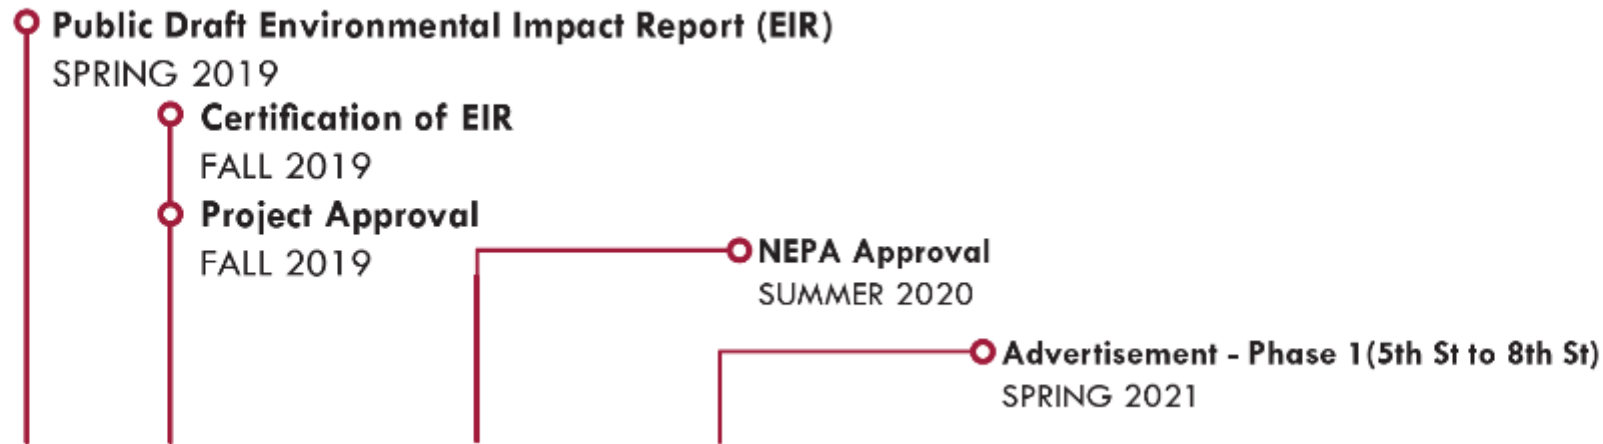 Public Draft Environmental Impact Report (EIR)
SPRING 2019
Certification of EIR
FALL 2019
Project Approval
FALL 2019
NEPA Approval
SUMMER 2020
Advertisement - Phase 1(5th St to 8th St)
SPRING 2021